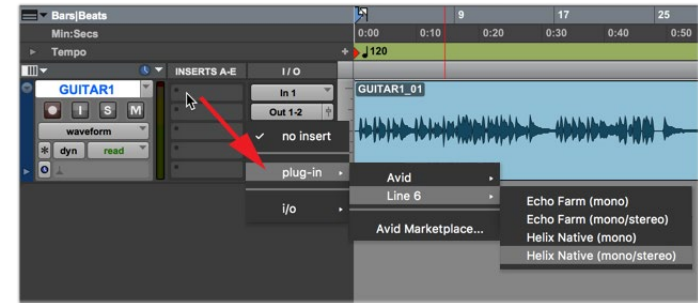 Bars|Beats
9 17 25
Min:Secs
0:00 0:10 0:20 0:30 0:40 0:50
Tempo + 120
INSERTS A-E I / O
GUITAR1 In 1 GUITAR1_01
I S M Out 1-2
waveform ✓ no insert
dyn read plug-in Avid
Line 6 Echo Farm (mono)
i/o Echo Farm (mono/stereo)
Avid Marketplace... Helix Native (mono)
Helix Native (mono/stereo)